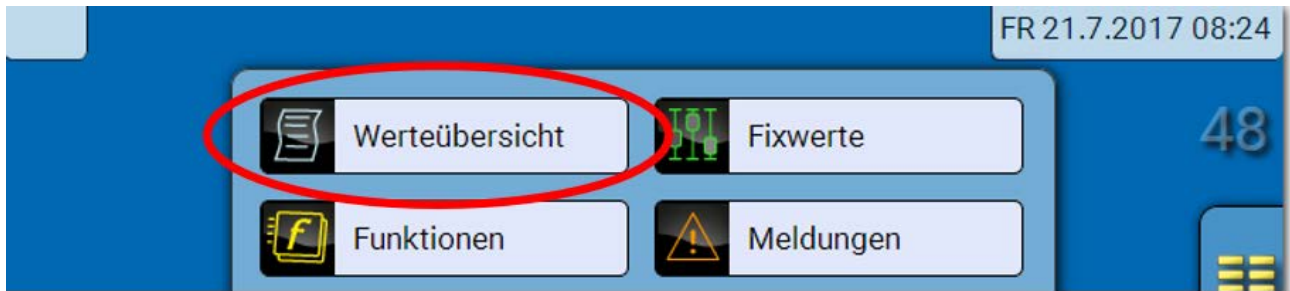 FR 21.7.2017 08:24
Werteübersicht
Fixwerte
48
Funktionen
Meldungen